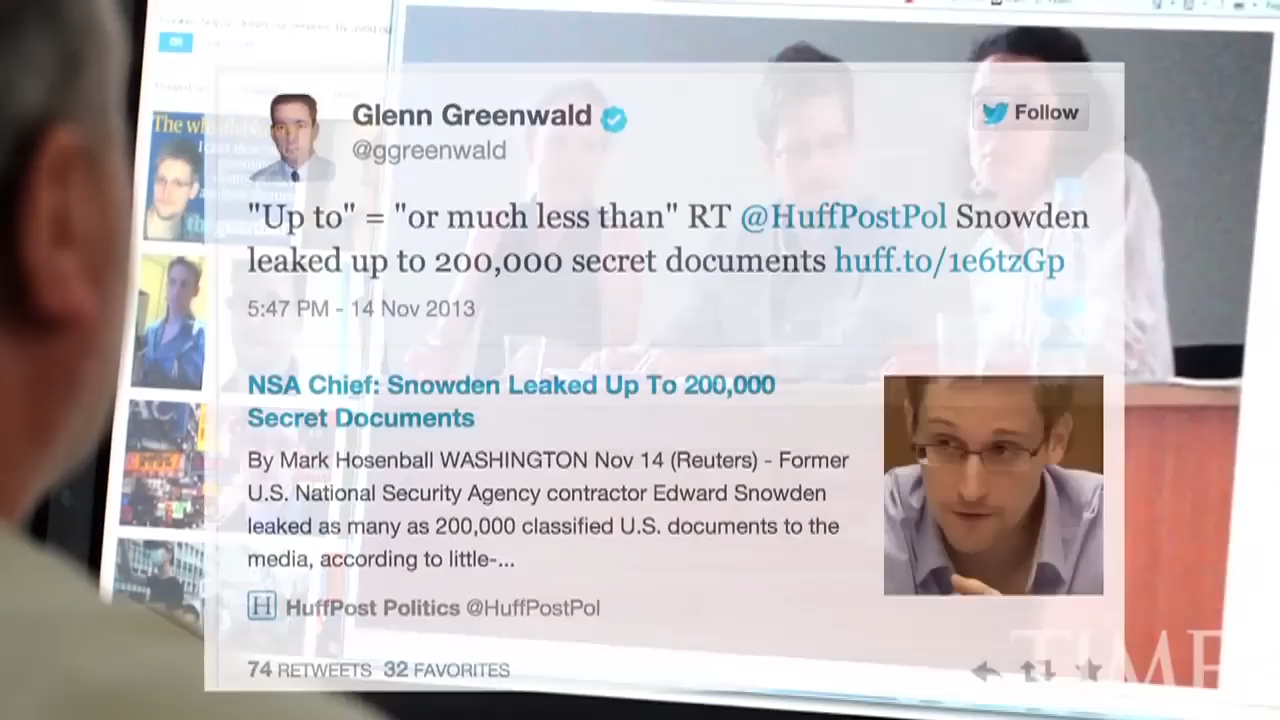 Glenn Greenwald
@ggreenwald
Follow
"Up to" = "or much less than" RT @HuffPostPol Snowden
leaked up to 200,000 secret documents huff.to/1e6tzGp
5:47 PM - 14 Nov 2013
NSA Chief: Snowden Leaked Up To 200,000
Secret Documents
By Mark Hosenball WASHINGTON Nov 14 (Reuters) - Former
U.S. National Security Agency contractor Edward Snowden
leaked as many as 200,000 classified U.S. documents to the
media, according to little-...
H HuffPost Politics @HuffPostPol
74 RETWEETS 32 FAVORITES
TIME
The
the guardian